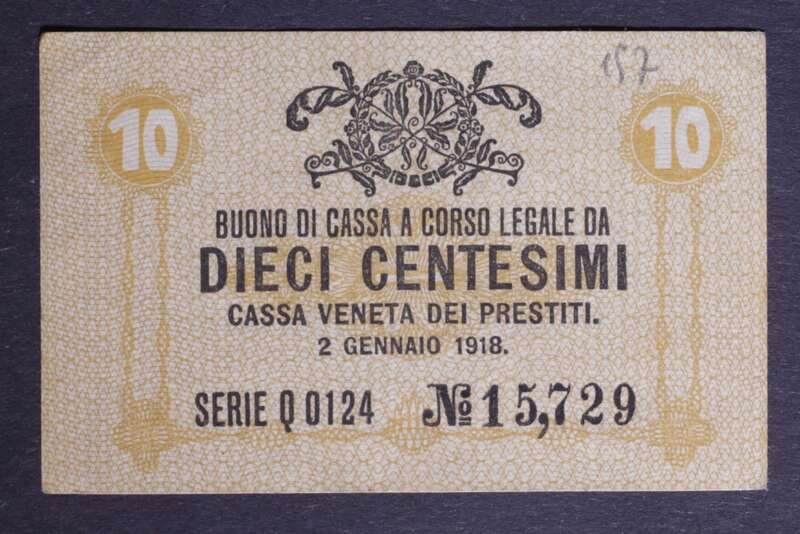 157
10
10
BUONO DI CASSA A CORSO LEGALE DA
DIECI CENTESIMI
CASSA VENETA DEI PRESTITI.
2 GENNAIO 1918.
SERIE Q 0124 № 15,729